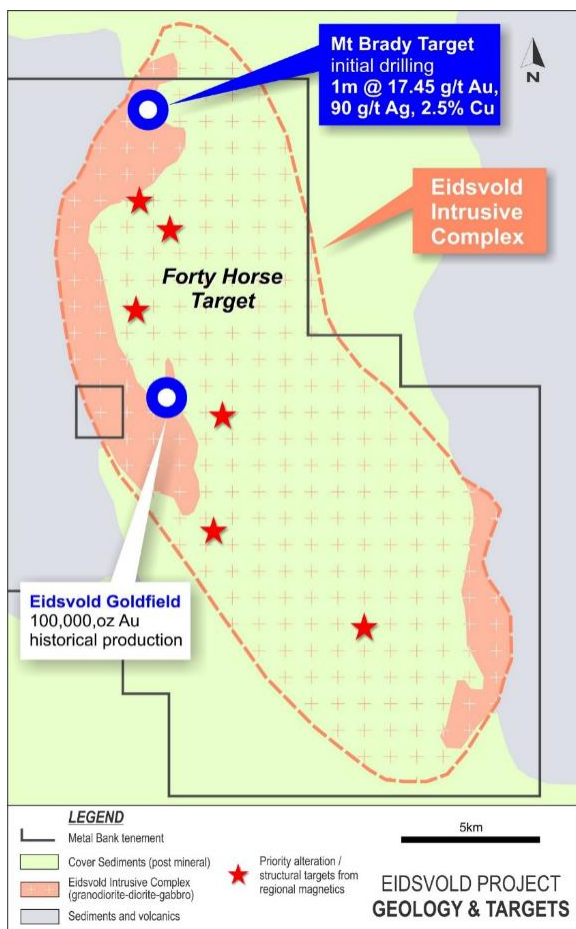 Mt Brady Target
initial drilling
1m @ 17.45 g/t Au,
90 g/t Ag, 2.5% Cu
N
Eidsvold
Intrusive
Complex
Forty Horse
Target
Eidsvold Goldfield
100,000,oz Au
historical production
LEGEND
Metal Bank tenement
Cover Sediments (post mineral)
Eidsvold Intrusive Complex
(granodiorite-diorite-gabbro)
Sediments and volcanics
Priority alteration /
structural targets from
regional magnetics
5km
EIDSVOLD PROJECT
GEOLOGY & TARGETS